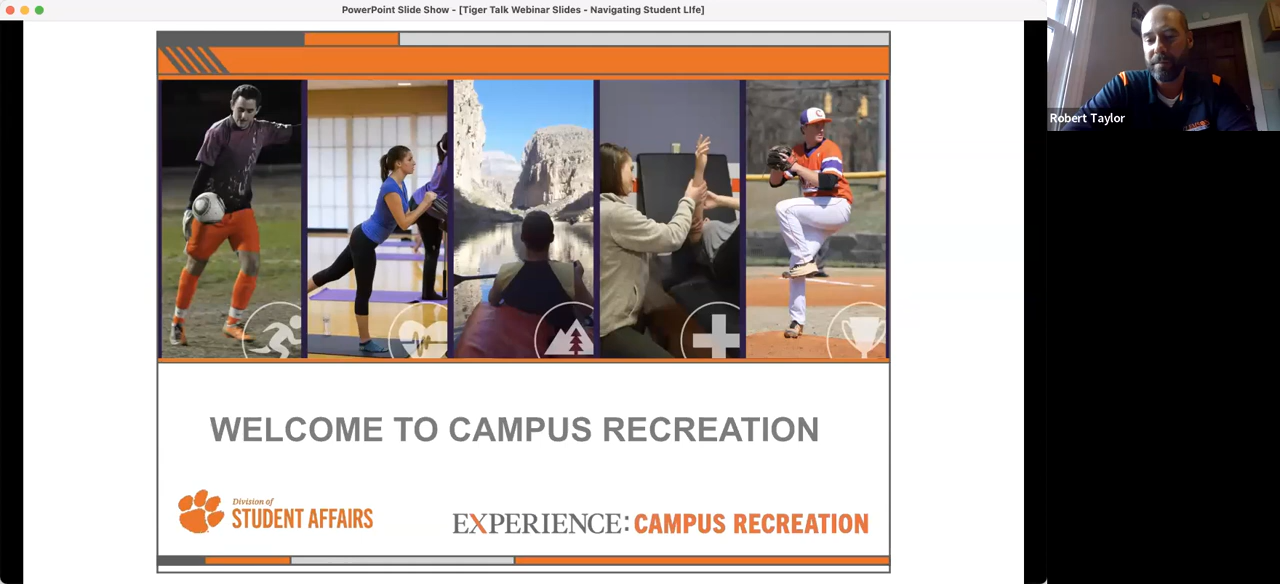 PowerPoint Slide Show - [Tiger Talk Webinar Slides - Navigating Student LIfe]
Robert Taylor
WELCOME TO CAMPUS RECREATION
Division of
STUDENT AFFAIRS
EXPERIENCE: CAMPUS RECREATION